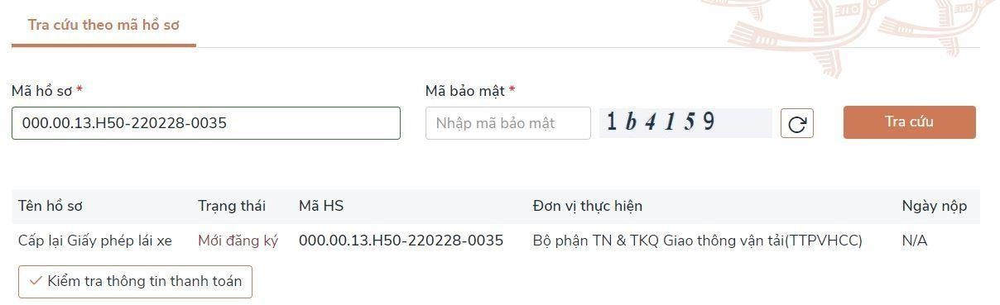 Tra cứu theo mã hồ sơ
Mã hồ sơ * Mã bảo mật *
000.00.13.H50-220228-0035 Nhập mã bảo mật 1b4159 Tra cứu
Tên hồ sơ Trạng thái Mã HS Đơn vị thực hiện Ngày nộp
Cấp lại Giấy phép lái xe Mới đăng ký 000.00.13.H50-220228-0035 Bộ phận TN & TKQ Giao thông vận tải(TTPVHCC) N/A
Kiểm tra thông tin thanh toán